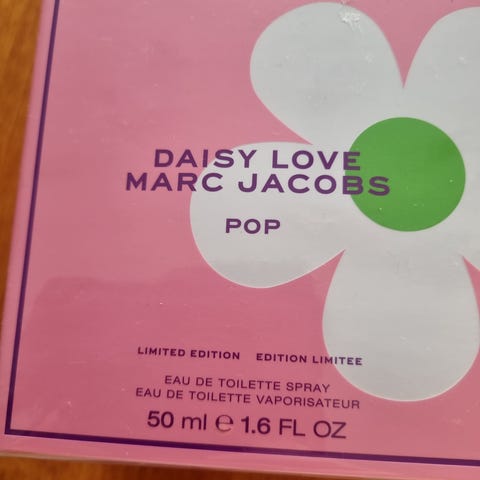 DAISY LOVE
MARC JACOBS
POP
LIMITED EDITION EDITION LIMITEE
EAU DE TOILETTE SPRAY
EAU DE TOILETTE VAPORISATEUR
50 ml ℮ 1.6 FL OZ